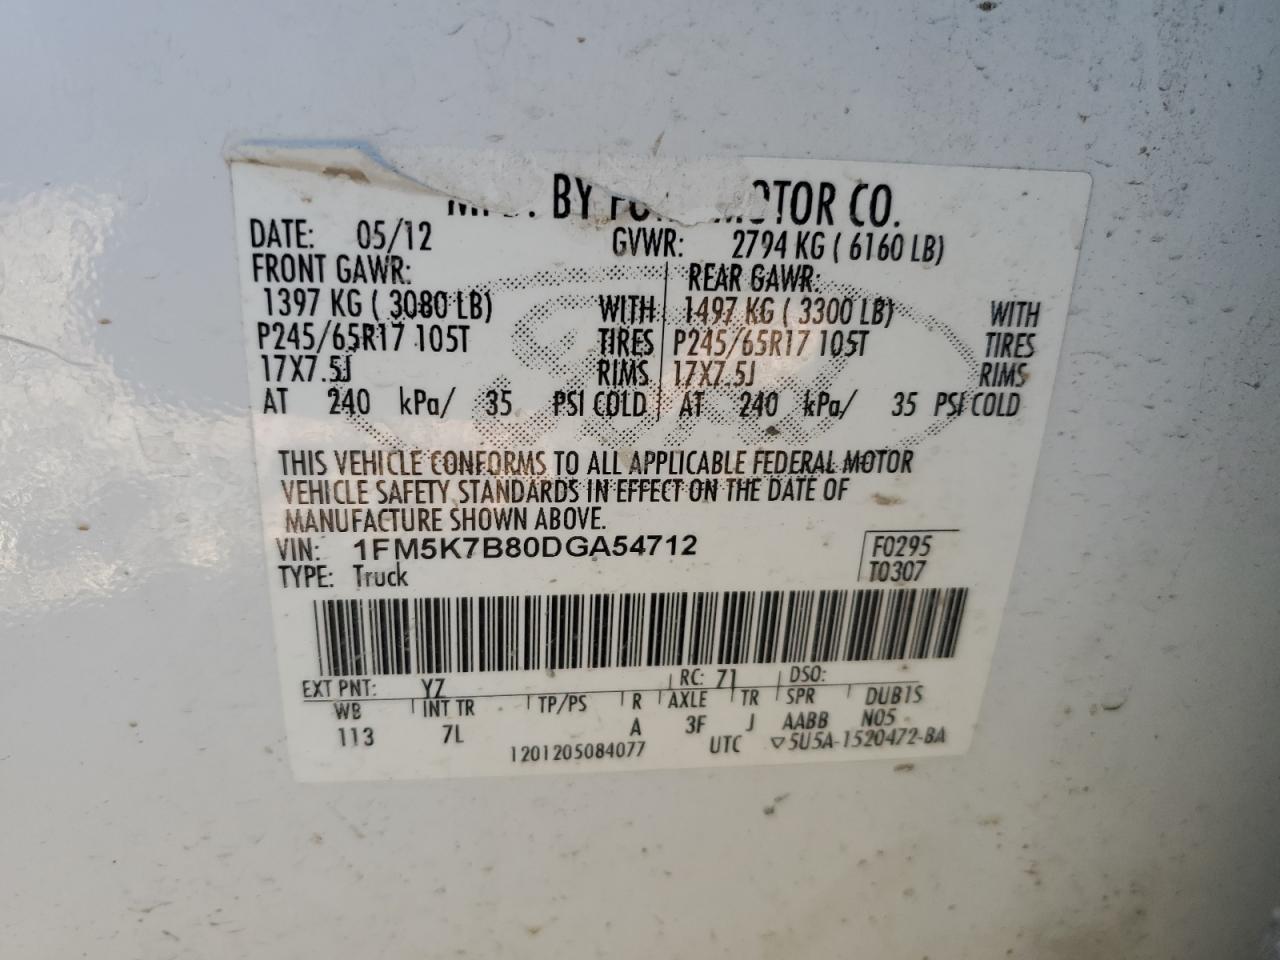 BY MOTOR CO.
DATE: 05/12 GVWR: 2794 KG ( 6160 LB)
FRONT GAWR: REAR GAWR:
1397 KG ( 3080 LB) WITH 1497 KG ( 3300 LB) WITH
P245/65R17 105T TIRES P245/65R17 105T TIRES
17X7.5J RIMS 17X7.5J RIMS
AT 240 kPa/ 35 PSI COLD AT 240 kPa/ 35 PSI COLD
THIS VEHICLE CONFORMS TO ALL APPLICABLE FEDERAL MOTOR
VEHICLE SAFETY STANDARDS IN EFFECT ON THE DATE OF
MANUFACTURE SHOWN ABOVE.
VIN: 1FM5K7B80DGA54712 F0295
TYPE: Truck T0307
EXT PNT: YZ RC: 71 DSO:
WB INT TR TP/PS R AXLE TR SPR DUB1S
113 7L A 3F J AABB N05
1201205084077 UTC ▽5U5A-1520472-BA